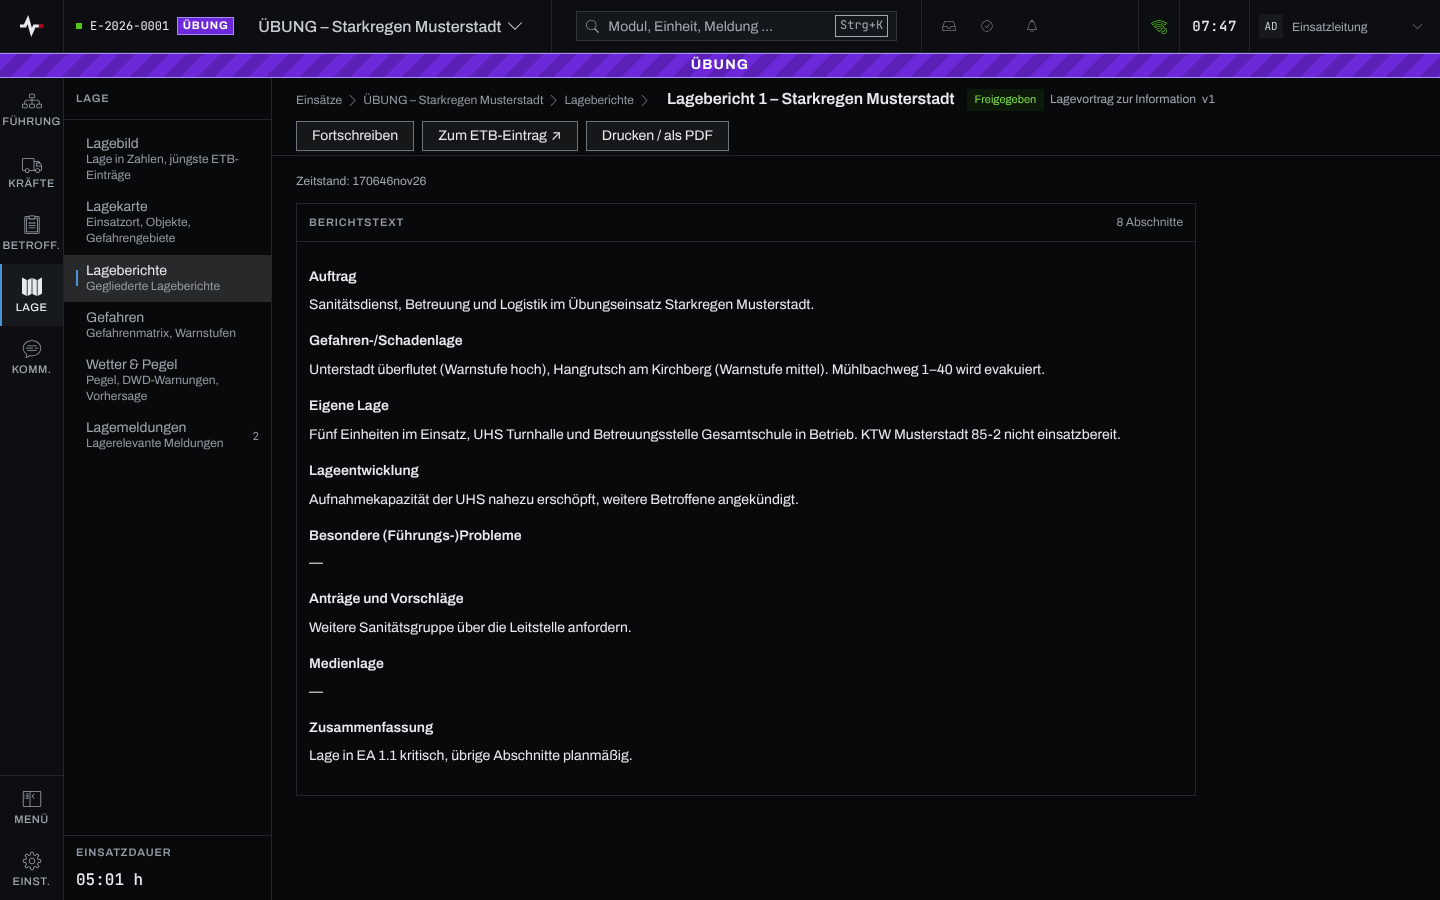 E-2026-0001 ÜBUNG ÜBUNG – Starkregen Musterstadt Modul, Einheit, Meldung ... Strg+K 07:47 AD Einsatzleitung
ÜBUNG
FÜHRUNG
KRÄFTE
BETROFF.
LAGE
KOMM.
MENÜ
EINST.
LAGE
Lagebild
Lage in Zahlen, jüngste ETB-
Einträge
Lagekarte
Einsatzort, Objekte,
Gefahrengebiete
Lageberichte
Gegliederte Lageberichte
Gefahren
Gefahrenmatrix, Warnstufen
Wetter & Pegel
Pegel, DWD-Warnungen,
Vorhersage
Lagemeldungen
Lagerelevante Meldungen 2
EINSATZDAUER
05:01 h
Einsätze ÜBUNG – Starkregen Musterstadt Lageberichte Lagebericht 1 – Starkregen Musterstadt Freigegeben Lagevortrag zur Information v1
Fortschreiben Zum ETB-Eintrag ↗ Drucken / als PDF
Zeitstand: 170646nov26
BERICHTSTEXT 8 Abschnitte
Auftrag
Sanitätsdienst, Betreuung und Logistik im Übungseinsatz Starkregen Musterstadt.
Gefahren-/Schadenlage
Unterstadt überflutet (Warnstufe hoch), Hangrutsch am Kirchberg (Warnstufe mittel). Mühlbachweg 1–40 wird evakuiert.
Eigene Lage
Fünf Einheiten im Einsatz, UHS Turnhalle und Betreuungsstelle Gesamtschule in Betrieb. KTW Musterstadt 85-2 nicht einsatzbereit.
Lageentwicklung
Aufnahmekapazität der UHS nahezu erschöpft, weitere Betroffene angekündigt.
Besondere (Führungs-)Probleme
—
Anträge und Vorschläge
Weitere Sanitätsgruppe über die Leitstelle anfordern.
Medienlage
—
Zusammenfassung
Lage in EA 1.1 kritisch, übrige Abschnitte planmäßig.